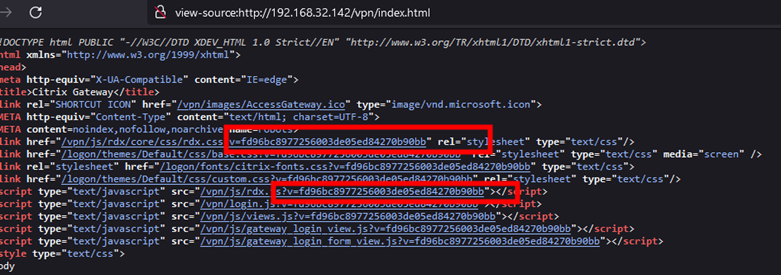 view-source:http://192.168.32.142/vpn/index.html
!DOCTYPE html PUBLIC "-//W3C//DTD XDEV_HTML 1.0 Strict//EN" "http://www.w3.org/TR/xhtml1/DTD/xhtml1-strict.dtd">
html xmlns="http://www.w3.org/1999/xhtml">
head>
meta http-equiv="X-UA-Compatible" content="IE=edge">
title>Citrix Gateway</title>
link rel="SHORTCUT ICON" href="/vpn/images/AccessGateway.ico" type="image/vnd.microsoft.icon">
META http-equiv="Content-Type" content="text/html; charset=UTF-8">
META content=noindex,nofollow,noarchive name=robots>
link href="/vpn/js/rdx/core/css/rdx.css?v=fd96bc8977256003de05ed84270b90bb" rel="stylesheet" type="text/css"/>
link href="/logon/themes/Default/css/base.css?v=fd96bc8977256003de05ed84270b90bb" rel="stylesheet" type="text/css" media="screen" />
link rel="stylesheet" href="/logon/fonts/citrix-fonts.css?v=fd96bc8977256003de05ed84270b90bb" type="text/css">
link href="/logon/themes/Default/css/custom.css?v=fd96bc8977256003de05ed84270b90bb" rel="stylesheet" type="text/css"/>
script type="text/javascript" src="/vpn/js/rdx.js?v=fd96bc8977256003de05ed84270b90bb"></script>
script type="text/javascript" src="/vpn/login.js?v=fd96bc8977256003de05ed84270b90bb"></script>
script type="text/javascript" src="/vpn/js/views.js?v=fd96bc8977256003de05ed84270b90bb"></script>
script type="text/javascript" src="/vpn/js/gateway_login_view.js?v=fd96bc8977256003de05ed84270b90bb"></script>
script type="text/javascript" src="/vpn/js/gateway_login_form_view.js?v=fd96bc8977256003de05ed84270b90bb"></script>
style type="text/css">
body